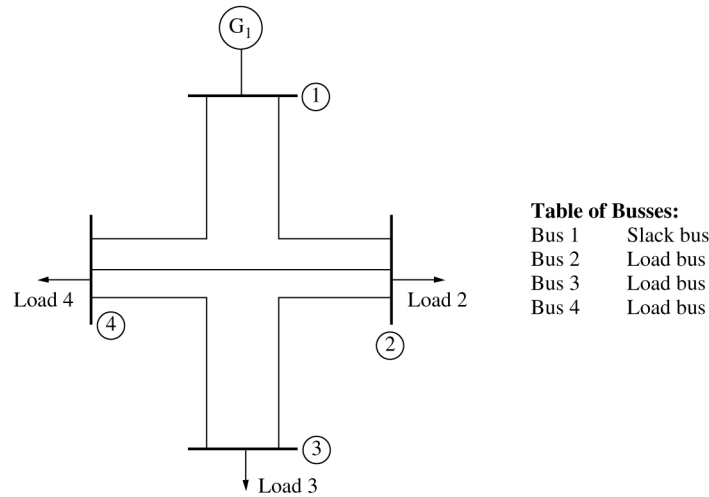 G1
1
Load 4
Load 2
4
2
3
Load 3
Table of Busses:
Bus 1 Slack bus
Bus 2 Load bus
Bus 3 Load bus
Bus 4 Load bus